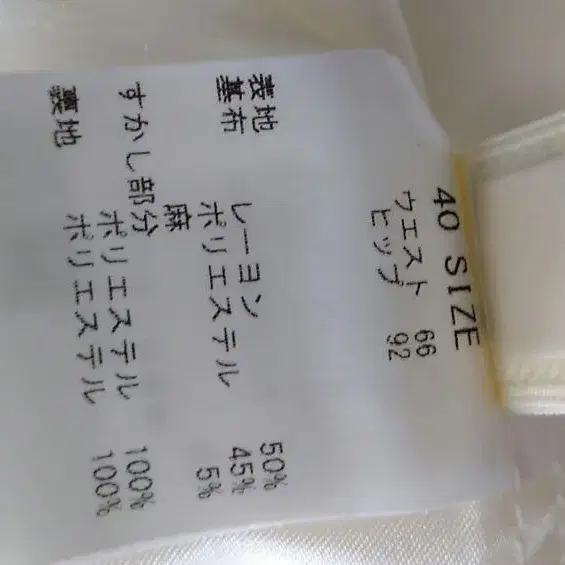 40 SIZE
ウエスト 66
ヒップ 92
表地 レーヨン 50%
基布 ポリエステル 45%
麻 5%
すかし部分 ポリエステル 100%
裏地 ポリエステル 100%